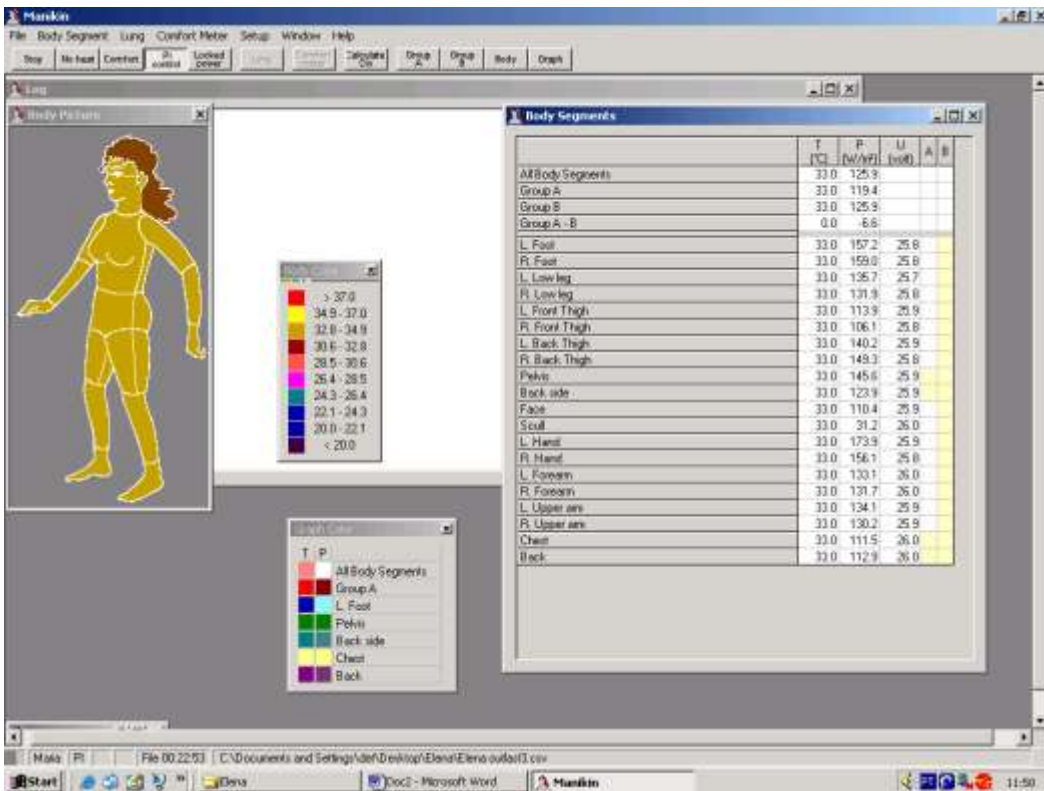 Manikin
File Body Segment Lung Comfort Meter Setup Window Help
Stop No heat Comfort PI control Locked power Lung Calculate Group A Group B Body Graph
Log
Body Picture
Body Segments
T P U A B
[°C] [W/m²] [volt]
All Body Segments 33.0 125.9
Group A 33.0 119.4
Group B 33.0 125.9
Group A - B 0.0 -6.6
L. Foot 33.0 157.2 25.8
R. Foot 33.0 159.0 25.8
L. Low leg 33.0 135.7 25.7
R. Low leg 33.0 131.9 25.8
L. Front Thigh 33.0 113.9 25.9
R. Front Thigh 33.0 106.1 25.8
L. Back Thigh 33.0 140.2 25.9
R. Back Thigh 33.0 149.3 25.8
Pelvis 33.0 145.6 25.9
Back side 33.0 123.9 25.9
Face 33.0 110.4 25.9
Scull 33.0 31.2 26.0
L. Hand 33.0 173.9 25.9
R. Hand 33.0 156.1 25.8
L. Forearm 33.0 133.1 26.0
R. Forearm 33.0 131.7 26.0
L. Upper arm 33.0 134.1 25.9
R. Upper arm 33.0 130.2 25.9
Chest 33.0 111.5 26.0
Back 33.0 112.9 26.0
> 37.0
34.9 - 37.0
32.8 - 34.9
30.6 - 32.8
28.5 - 30.6
26.4 - 28.5
24.3 - 26.4
22.1 - 24.3
20.0 - 22.1
< 20.0
Graph Color
T P
All Body Segments
Group A
L. Foot
Pelvis
Back side
Chest
Back
Maria PI File 00:22:53 C:\Documents and Settings\def\Desktop\Elena\Elena outlast3.csv
Start Elena Doc2 - Microsoft Word Manikin 11:50